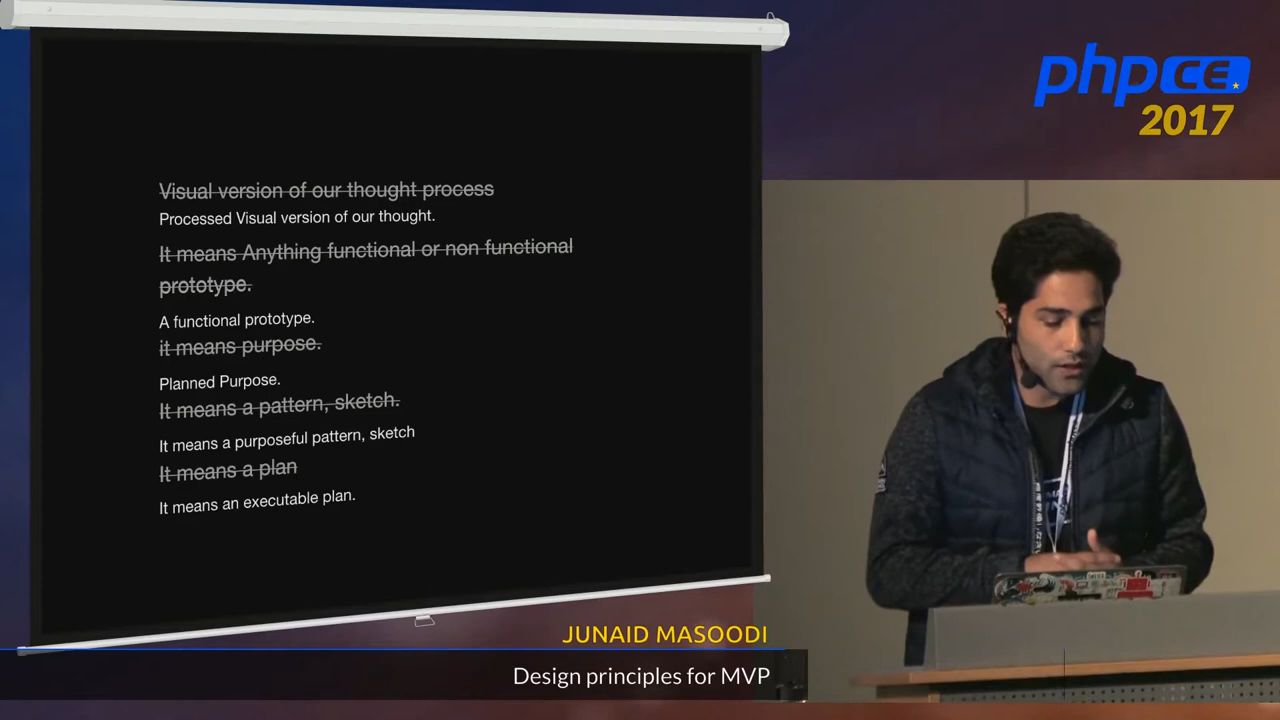 phpCE
2017
Visual version of our thought process
Processed Visual version of our thought.
It means Anything functional or non functional
prototype.
A functional prototype.
it means purpose.
Planned Purpose.
It means a pattern, sketch.
It means a purposeful pattern, sketch
It means a plan
It means an executable plan.
JUNAID MASOODI
Design principles for MVP